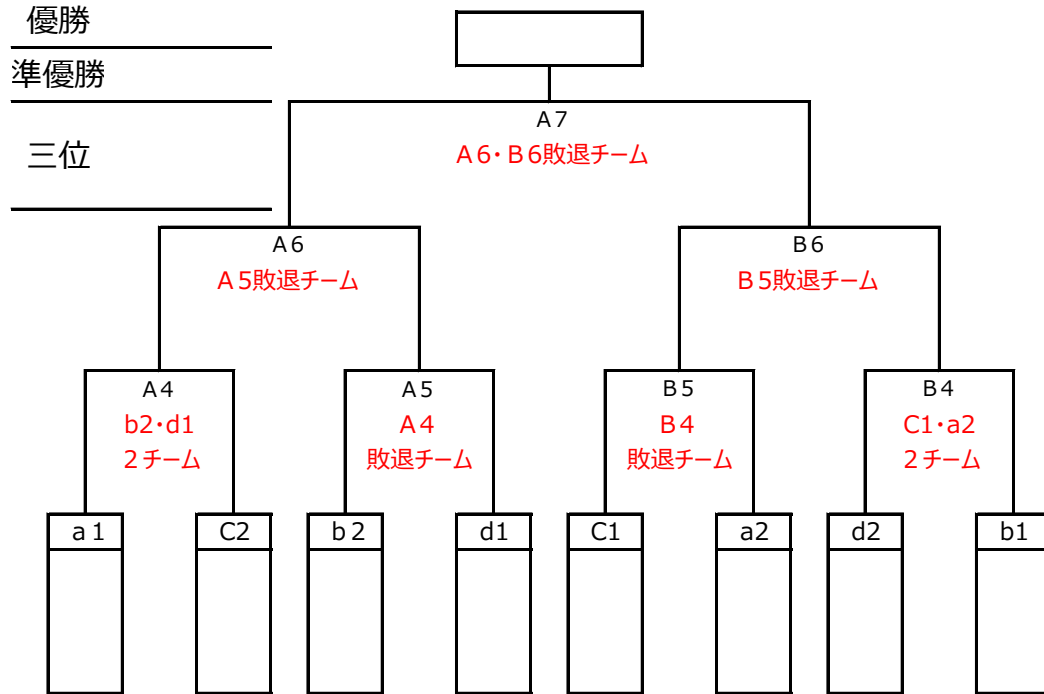 優勝
準優勝
三位
A7
A6・B6敗退チーム
A6
A5敗退チーム
B6
B5敗退チーム
A4
b2・d1
2チーム
A5
A4
敗退チーム
B5
B4
敗退チーム
B4
C1・a2
2チーム
a1
C2
b2
d1
C1
a2
d2
b1